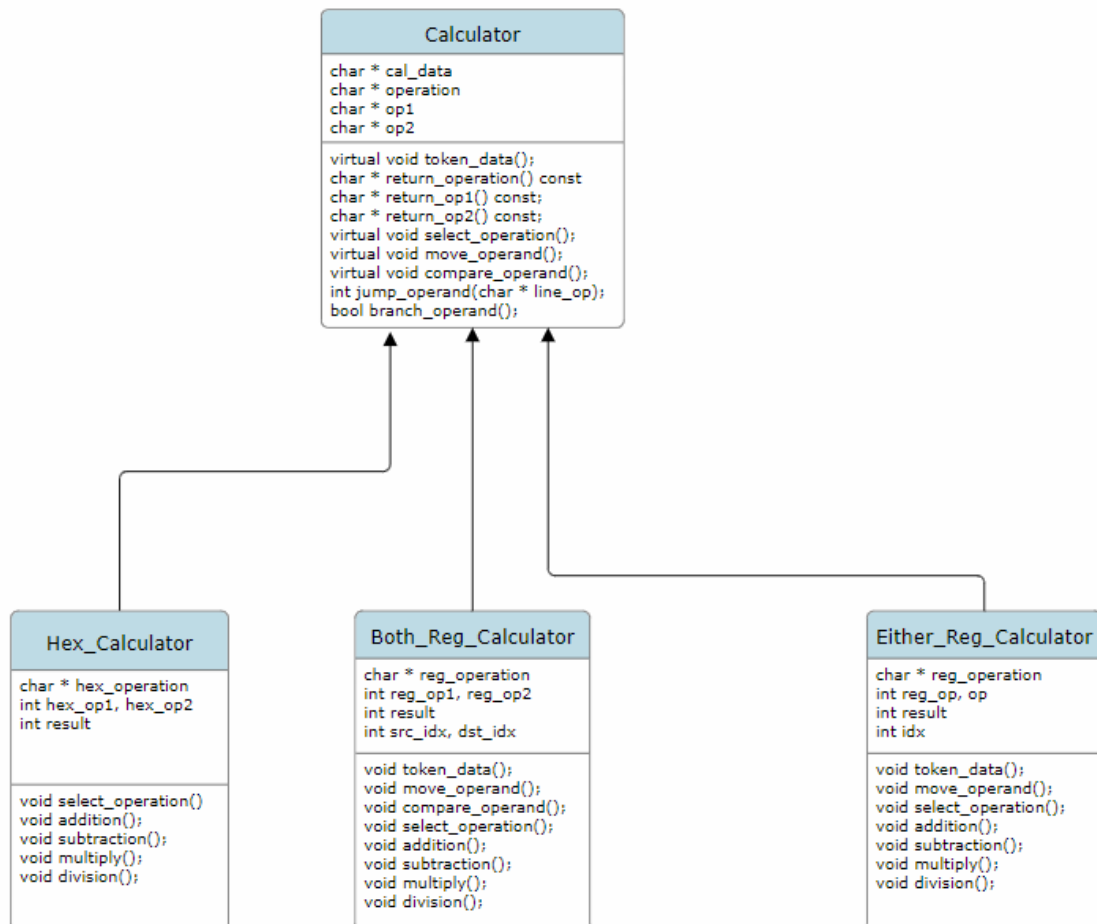 Calculator
char * cal_data
char * operation
char * op1
char * op2
virtual void token_data();
char * return_operation() const
char * return_op1() const;
char * return_op2() const;
virtual void select_operation();
virtual void move_operand();
virtual void compare_operand();
int jump_operand(char * line_op);
bool branch_operand();
Hex_Calculator
char * hex_operation
int hex_op1, hex_op2
int result
void select_operation()
void addition();
void subtraction();
void multiply();
void division();
Both_Reg_Calculator
char * reg_operation
int reg_op1, reg_op2
int result
int src_idx, dst_idx
void token_data();
void move_operand();
void compare_operand();
void select_operation();
void addition();
void subtraction();
void multiply();
void division();
Either_Reg_Calculator
char * reg_operation
int reg_op, op
int result
int idx
void token_data();
void move_operand();
void select_operation();
void addition();
void subtraction();
void multiply();
void division();